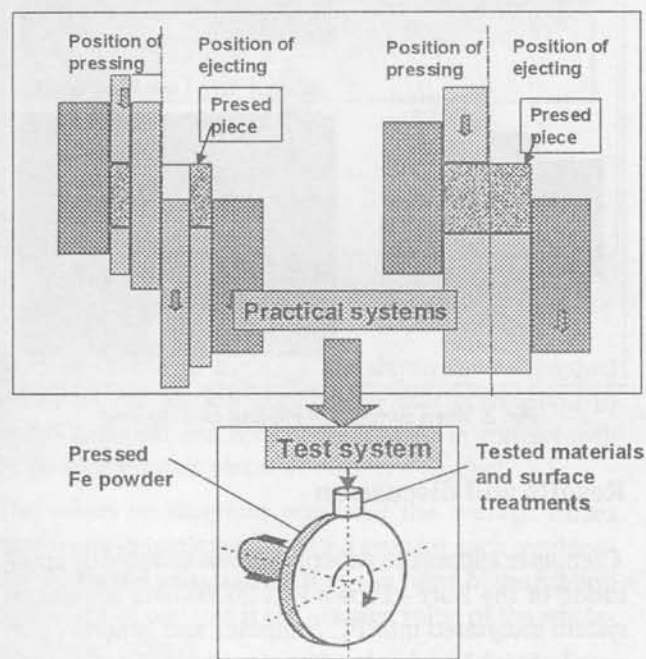 Position of
pressing
Position of
ejecting
Presed
piece
Position of
pressing
Position of
ejecting
Presed
piece
Practical systems
Test system
Pressed
Fe powder
Tested materials
and surface
treatments